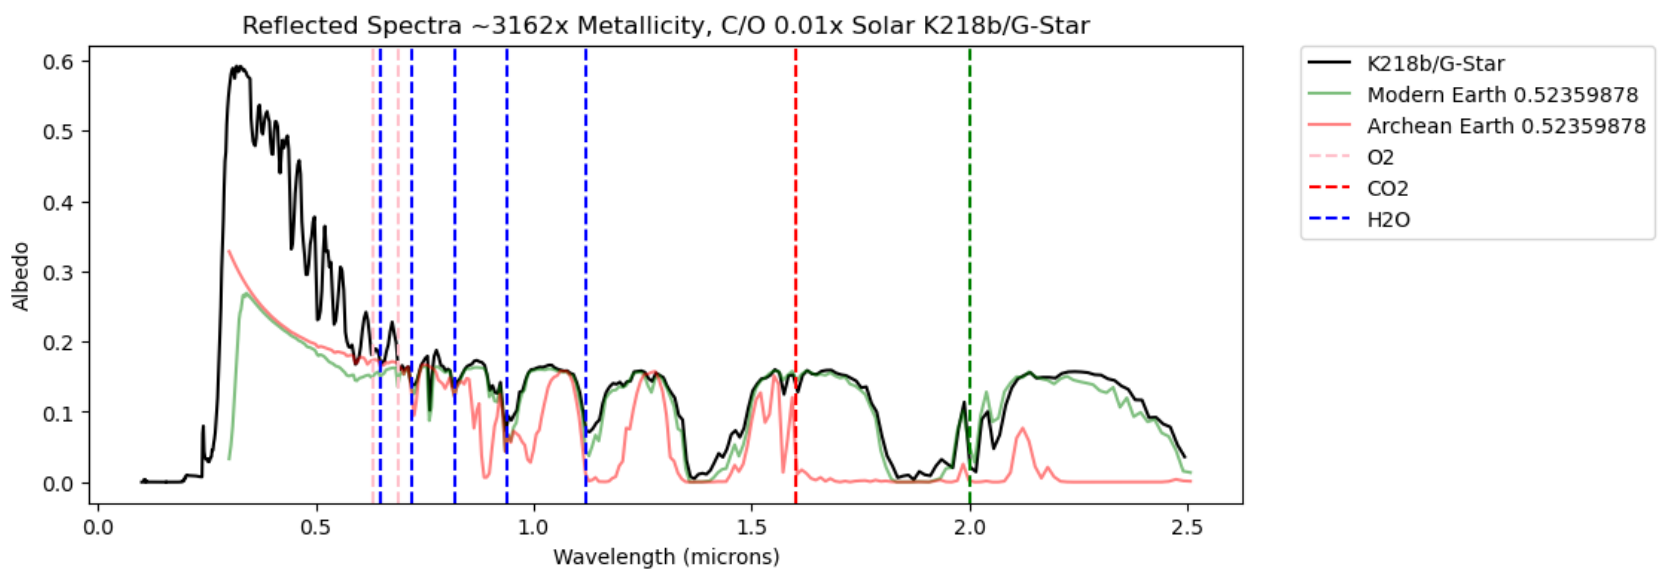 Reflected Spectra ~3162x Metallicity, C/O 0.01x Solar K218b/G-Star
Albedo
0.6
0.5
0.4
0.3
0.2
0.1
0.0
0.0 0.5 1.0 1.5 2.0 2.5
Wavelength (microns)
K218b/G-Star
Modern Earth 0.52359878
Archean Earth 0.52359878
O2
CO2
H2O